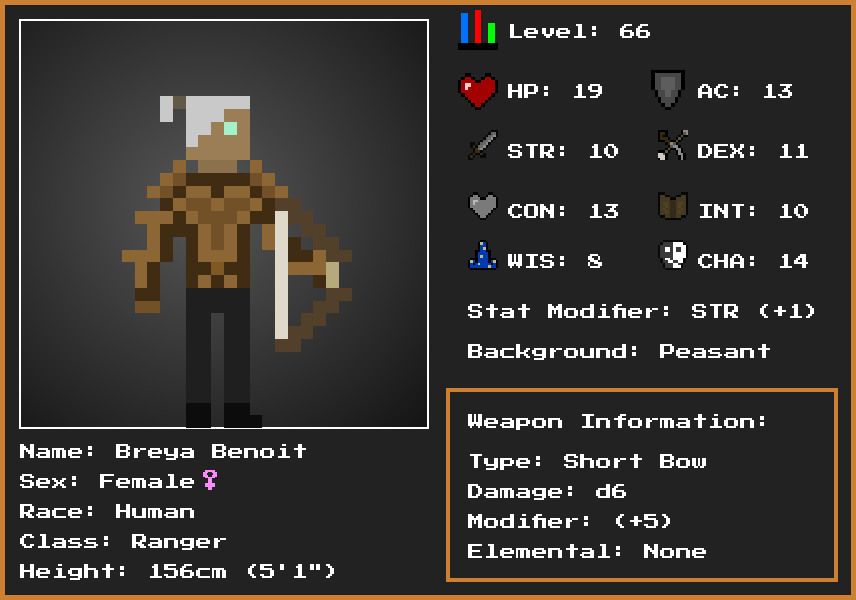 Level: 66
HP: 19 AC: 13
STR: 10 DEX: 11
CON: 13 INT: 10
WIS: 8 CHA: 14
Stat Modifier: STR (+1)
Background: Peasant
Weapon Information:
Type: Short Bow
Damage: d6
Modifier: (+5)
Elemental: None
Name: Breya Benoit
Sex: Female♀
Race: Human
Class: Ranger
Height: 156cm (5'1")